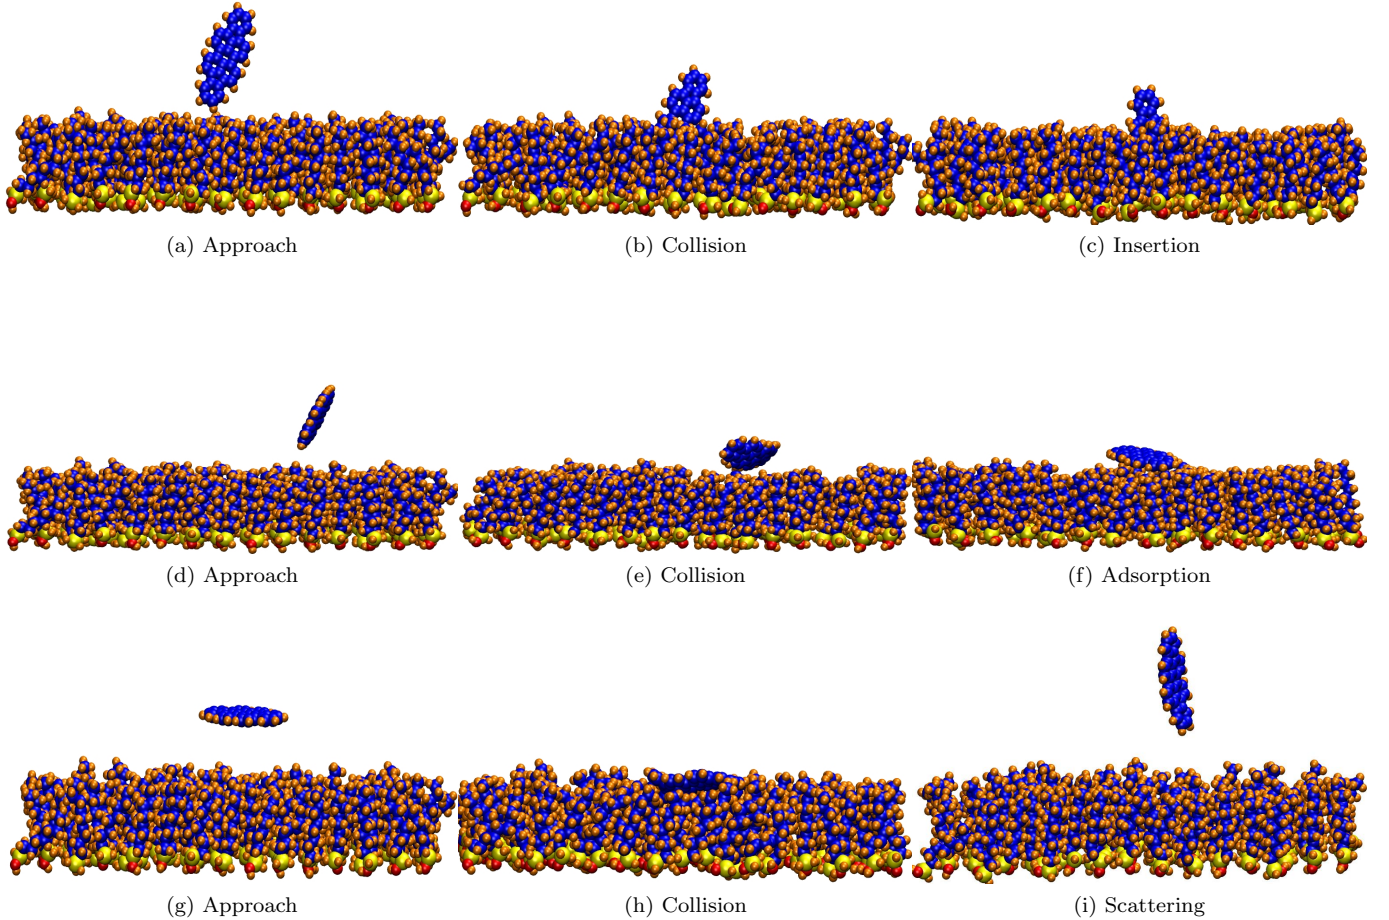 (a) Approach
(b) Collision
(c) Insertion
(d) Approach
(e) Collision
(f) Adsorption
(g) Approach
(h) Collision
(i) Scattering